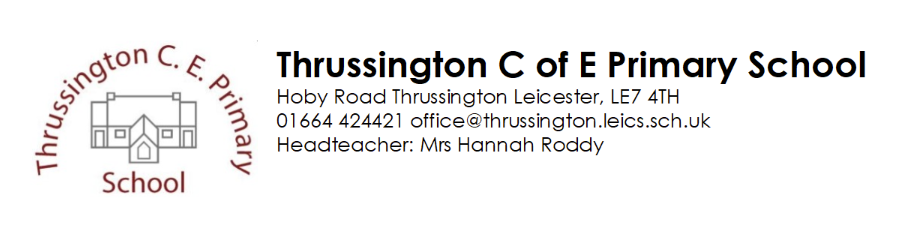 Thrussington C. E. Primary
School
Thrussington C of E Primary School
Hoby Road Thrussington Leicester, LE7 4TH
01664 424421 office@thrussington.leics.sch.uk
Headteacher: Mrs Hannah Roddy